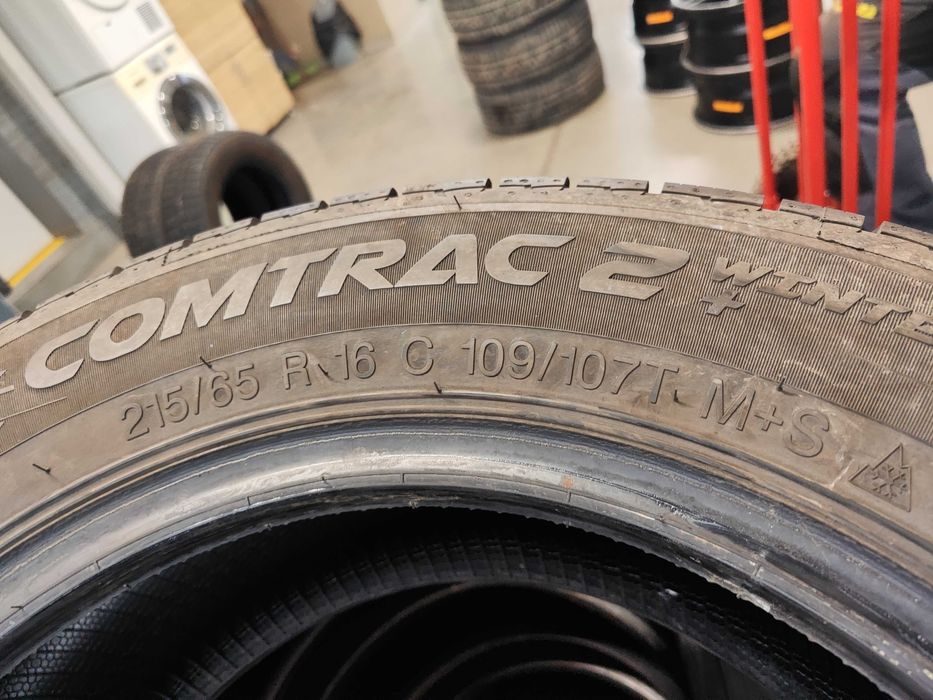 COMTRAC 2 WINTE
+
215/65 R 16 C 109/107T M+S